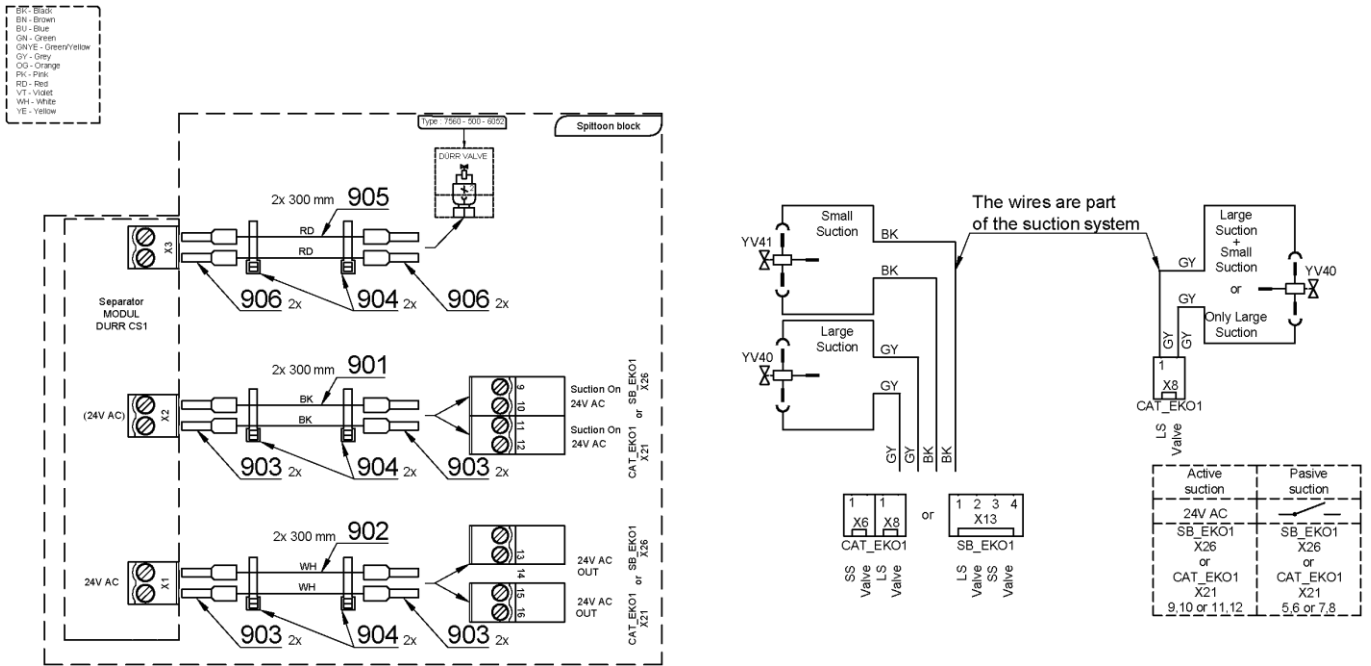 BK - Black
BN - Brown
BU - Blue
GN - Green
GNYE - Green/Yellow
GY - Grey
OG - Orange
PK - Pink
RD - Red
VT - Violet
WH - White
YE - Yellow
Type : 7560 - 500 - 6052
Spittoon block
DÜRR VALVE
2x 300 mm 905
RD
RD
X3
906 2x
904 2x
906 2x
Separator
MODUL
DURR CS1
2x 300 mm 901
BK
BK
(24V AC)
X2
903 2x
904 2x
903 2x
9
10
11
12
Suction On
24V AC
Suction On
24V AC
CAT_EKO1 or SB_EKO1
X21 X26
2x 300 mm 902
WH
WH
24V AC
X1
903 2x
904 2x
903 2x
13
14
15
16
24V AC
OUT
24V AC
OUT
CAT_EKO1 or SB_EKO1
X21 X26
The wires are part
of the suction system
Small
Suction
BK
YV41
BK
Large
Suction
GY
YV40
GY
GY
GY
BK
BK
1 1
X6 X8
CAT_EKO1
SS Valve
LS Valve
or
1 2 3 4
X13
SB_EKO1
LS Valve
SS Valve
Large
Suction
+
Small
Suction
or
Only Large
Suction
GY
GY
YV40
GY
GY
1
X8
CAT_EKO1
LS Valve
Active
suction
Pasive
suction
24V AC
SB_EKO1
X26
or
CAT_EKO1
X21
9,10 or 11,12
SB_EKO1
X26
or
CAT_EKO1
X21
5,6 or 7,8